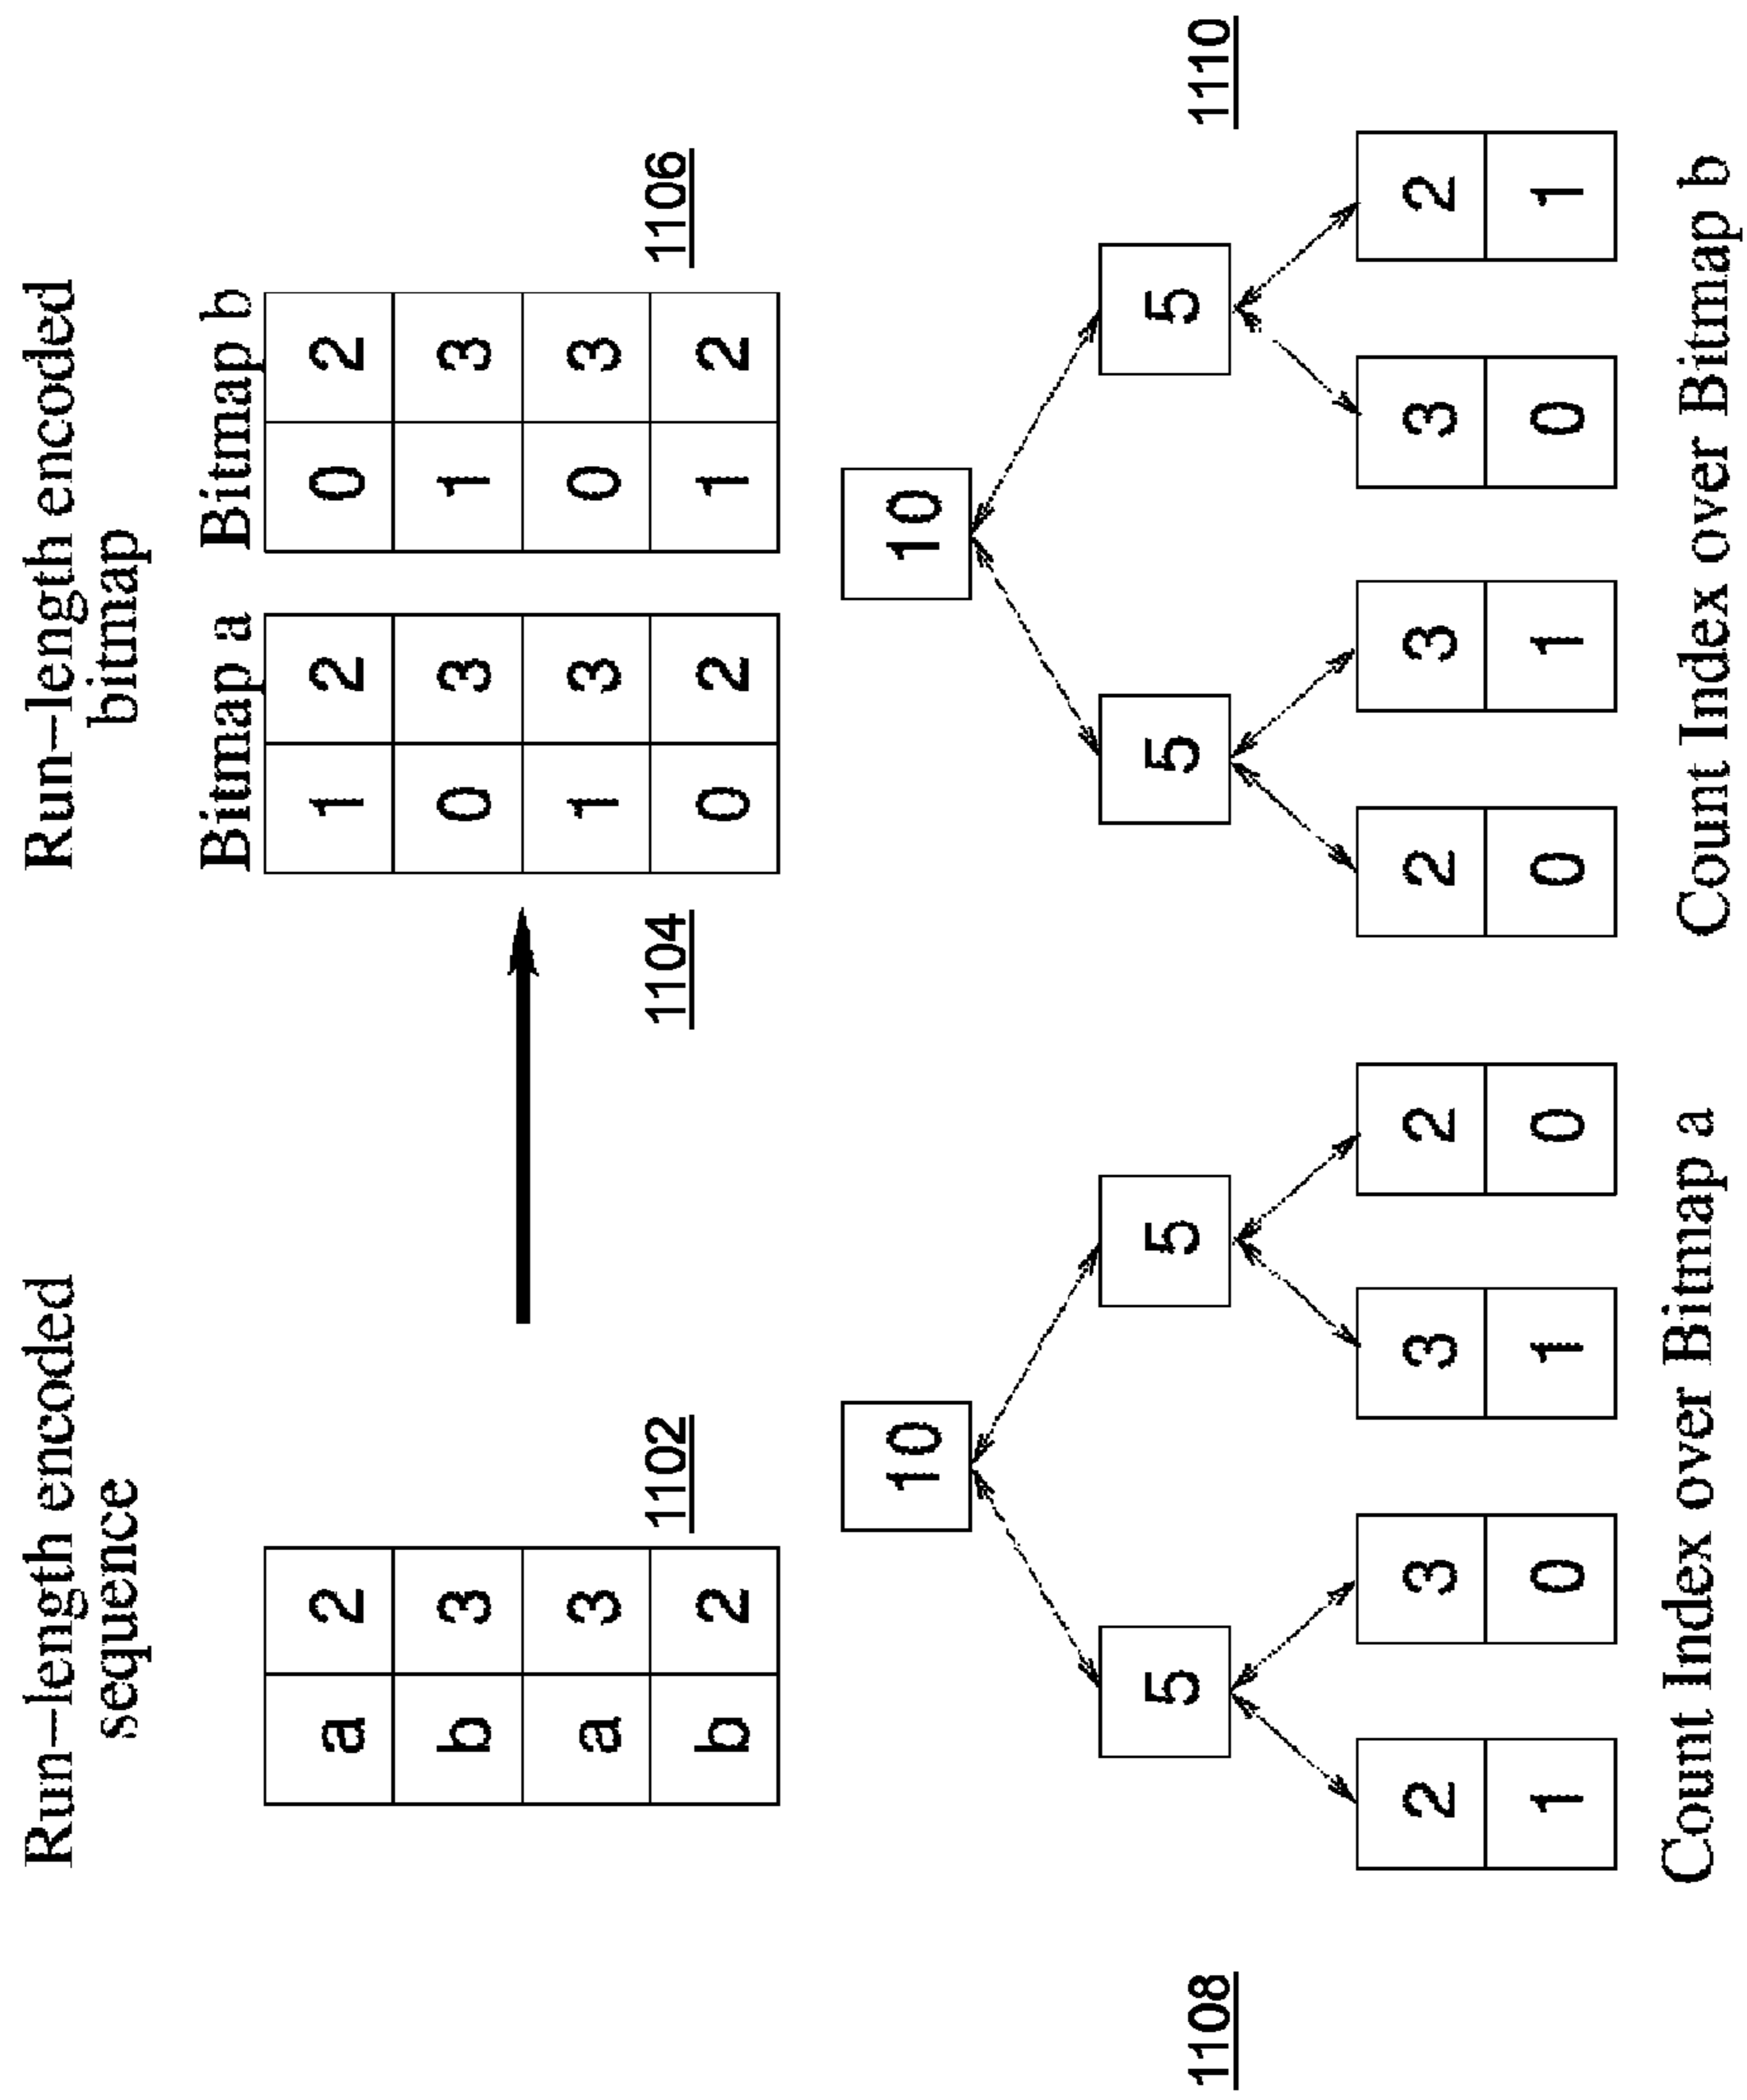 Run–length encoded
sequence
Run–length encoded
bitmap
Bitmap a
Bitmap b
a 2
b 3
a 3
b 2
1102
1 2
0 3
1 3
0 2
1104
0 2
1 3
0 3
1 2
1106
10
5 5
2 3 3 2
1 0 1 0
Count Index over Bitmap a
1108
10
5 5
2 3 3 2
0 1 0 1
Count Index over Bitmap b
1110